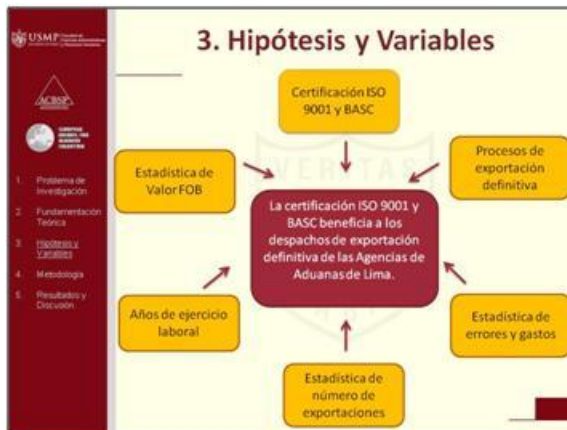 USMP
3. Hipótesis y Variables
ACBSP
Certificación ISO
9001 y BASC
Estadística de
Valor FOB
Procesos de
exportación
definitiva
VERITAS
La certificación ISO 9001 y
BASC beneficia a los
despachos de exportación
definitiva de las Agencias de
Aduanas de Lima.
1. Problema de
Investigación
2. Fundamentación
Teórica
3. Hipótesis y
Variables
4. Metodología
5. Resultados y
Discusión
Años de ejercicio
laboral
Estadística de
errores y gastos
Estadística de
número de
exportaciones